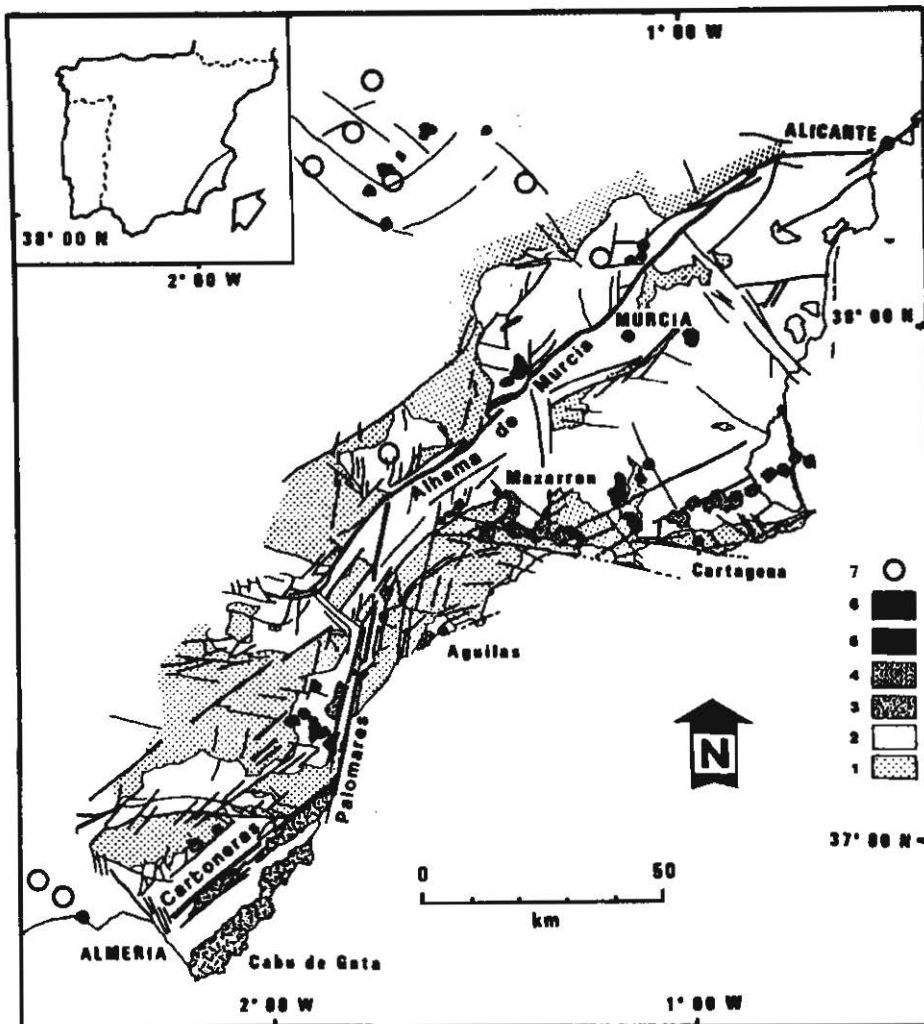 1° 00 W
ALICANTE
38° 00 N
2° 00 W
38° 00 N
MURCIA
Alhama de Murcia
Mazarron
Cartagena
7
6
5
4
3
2
1
Aguilas
N
Palomares
37° 00 N
Carboneras
0 50
km
ALMERIA
Cabo de Gata
2° 00 W
1° 00 W